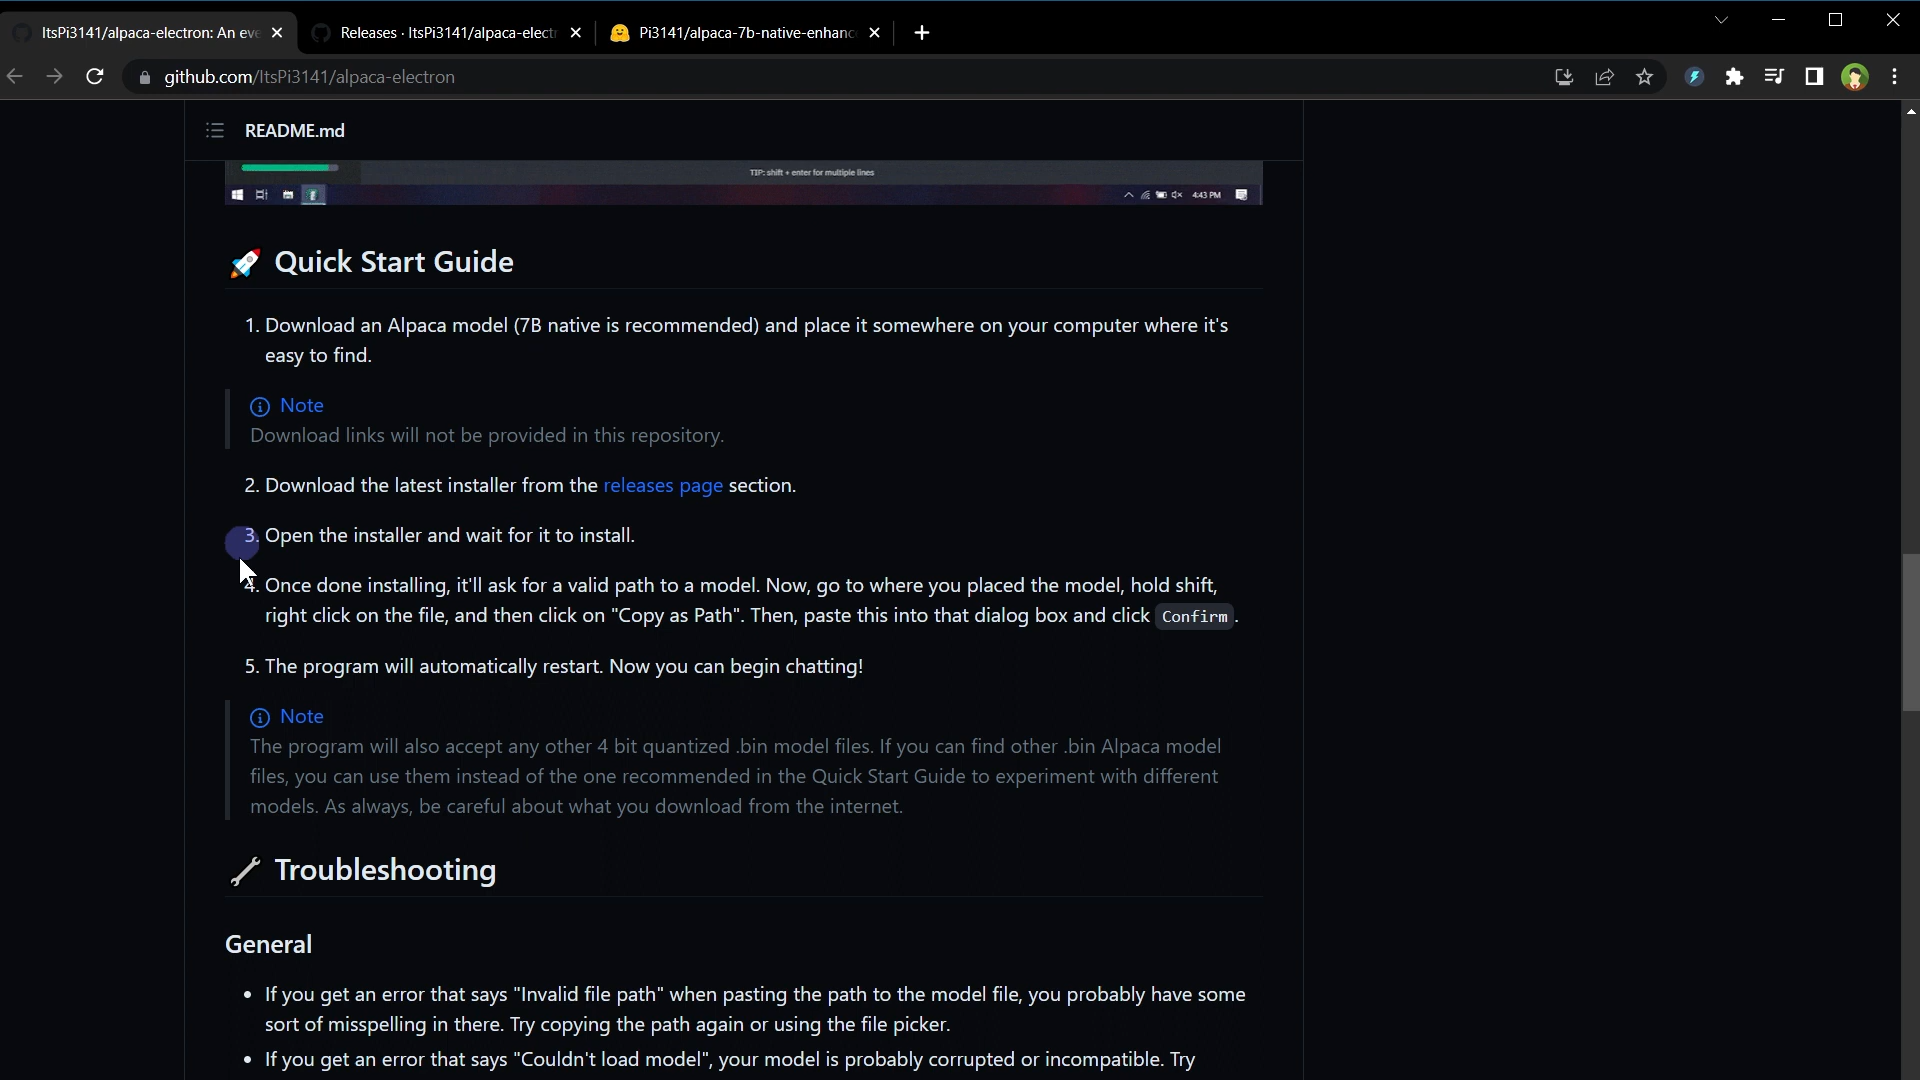 ItsPi3141/alpaca-electron: An eve
Releases · ItsPi3141/alpaca-elect
Pi3141/alpaca-7b-native-enhanc
github.com/ItsPi3141/alpaca-electron
README.md
TIP: shift + enter for multiple lines
4:43 PM
Quick Start Guide
1. Download an Alpaca model (7B native is recommended) and place it somewhere on your computer where it's
easy to find.
Note
Download links will not be provided in this repository.
2. Download the latest installer from the releases page section.
3. Open the installer and wait for it to install.
4. Once done installing, it'll ask for a valid path to a model. Now, go to where you placed the model, hold shift,
right click on the file, and then click on "Copy as Path". Then, paste this into that dialog box and click Confirm .
5. The program will automatically restart. Now you can begin chatting!
Note
The program will also accept any other 4 bit quantized .bin model files. If you can find other .bin Alpaca model
files, you can use them instead of the one recommended in the Quick Start Guide to experiment with different
models. As always, be careful about what you download from the internet.
Troubleshooting
General
• If you get an error that says "Invalid file path" when pasting the path to the model file, you probably have some
sort of misspelling in there. Try copying the path again or using the file picker.
• If you get an error that says "Couldn't load model", your model is probably corrupted or incompatible. Try